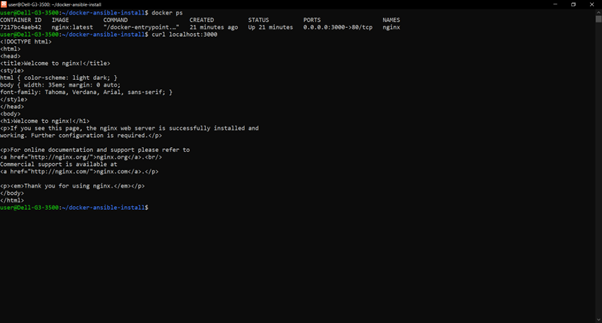 user@Dell-G3-3500: ~/docker-ansible-install
user@Dell-G3-3500:~/docker-ansible-install$ docker ps
CONTAINER ID IMAGE COMMAND CREATED STATUS PORTS NAMES
7217bc4aeb42 nginx:latest "/docker-entrypoint.…" 21 minutes ago Up 21 minutes 0.0.0.0:3000->80/tcp nginx
user@Dell-G3-3500:~/docker-ansible-install$ curl localhost:3000
<!DOCTYPE html>
<html>
<head>
<title>Welcome to nginx!</title>
<style>
html { color-scheme: light dark; }
body { width: 35em; margin: 0 auto;
font-family: Tahoma, Verdana, Arial, sans-serif; }
</style>
</head>
<body>
<h1>Welcome to nginx!</h1>
<p>If you see this page, the nginx web server is successfully installed and
working. Further configuration is required.</p>
<p>For online documentation and support please refer to
<a href="http://nginx.org/">nginx.org</a>.<br/>
Commercial support is available at
<a href="http://nginx.com/">nginx.com</a>.</p>
<p><em>Thank you for using nginx.</em></p>
</body>
</html>
user@Dell-G3-3500:~/docker-ansible-install$